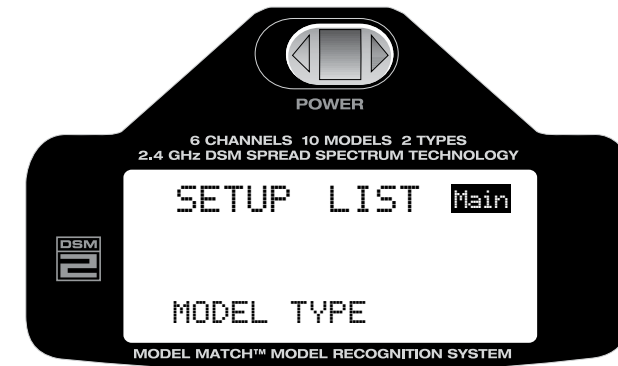 POWER
6 CHANNELS 10 MODELS 2 TYPES
2.4 GHz DSM SPREAD SPECTRUM TECHNOLOGY
SETUP LIST Main
DSM
2
MODEL TYPE
MODEL MATCH™ MODEL RECOGNITION SYSTEM